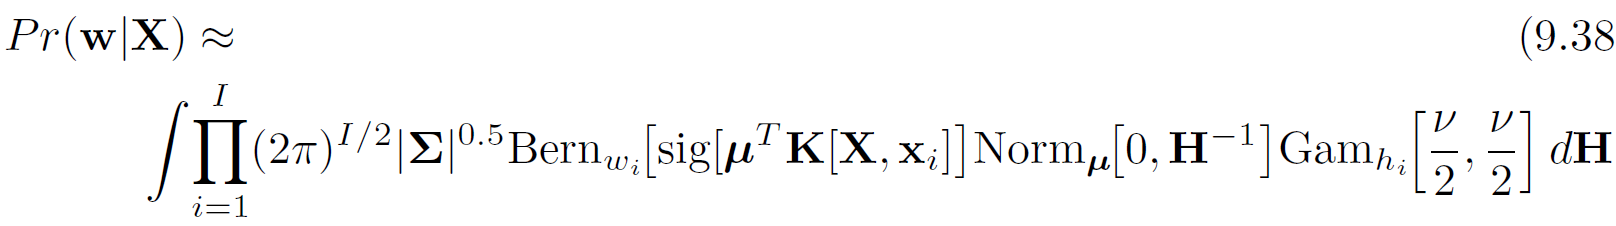 Pr(w|X) ≈ (9.38
∫ ∏_{i=1}^{I} (2π)^{I/2} |Σ|^{0.5} Bern_{w_i}[sig[μ^T K[X, x_i]] Norm_μ[0, H^{-1}] Gam_{h_i}[ν/2, ν/2] dH